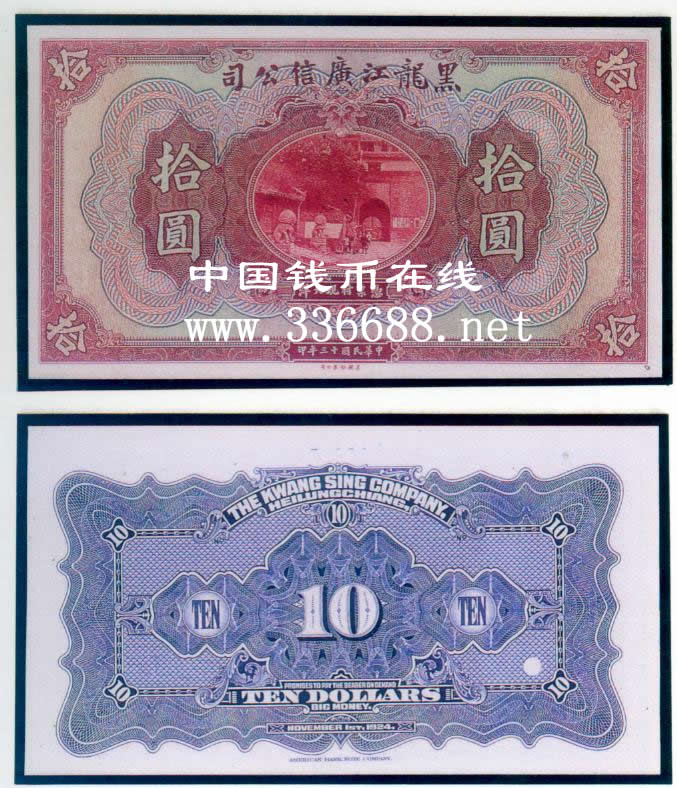 拾 拾
黑龍江廣信公司
拾圓 拾圓
中国钱币在线
www.336688.net
中華民國十三年印
拾 拾
THE KWANG SING COMPANY.
HEILUNGCHIANG.
10 10 10
TEN 10 TEN
PROMISES TO PAY THE BEARER ON DEMAND
10 TEN DOLLARS 10
BIG MONEY.
NOVEMBER 1ST, 1924.
AMERICAN BANK NOTE COMPANY.